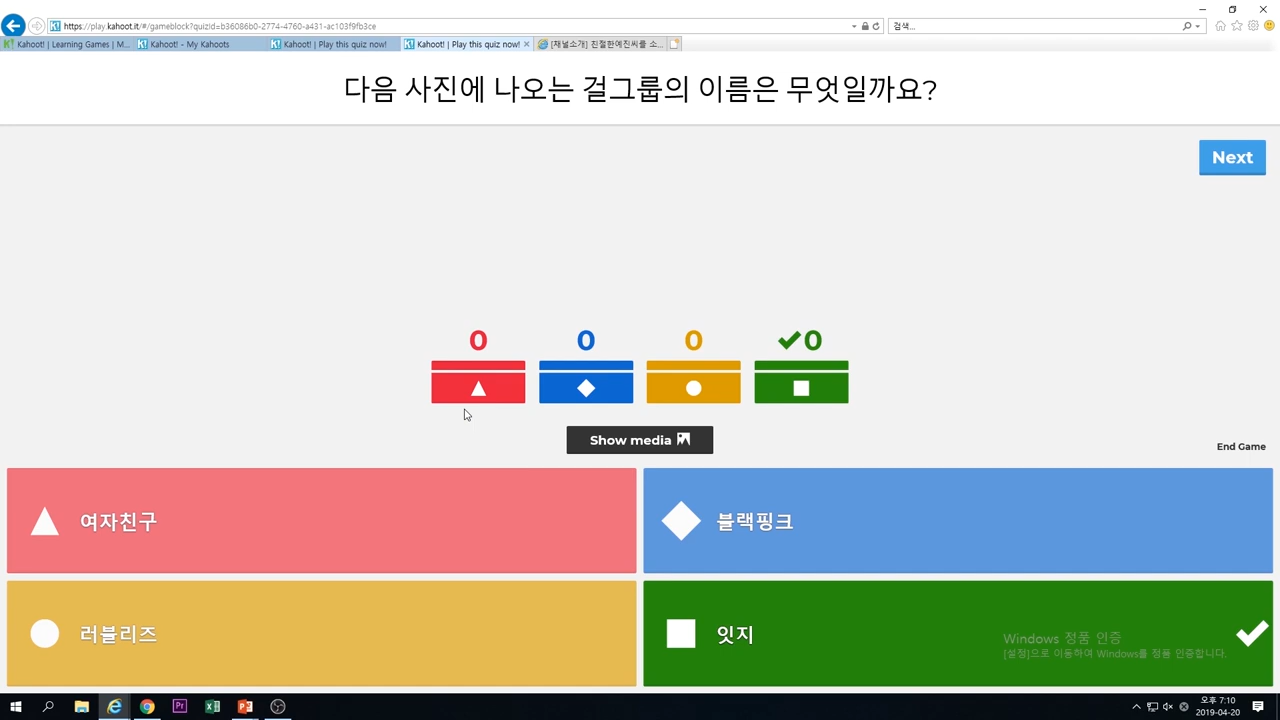 https://play.kahoot.it/#/gameblock?quizId=b36086b0-2774-4760-a431-ac103f9fb3ce
검색...
Kahoot! | Learning Games | M...
Kahoot! - My Kahoots
Kahoot! | Play this quiz now!
Kahoot! | Play this quiz now!
[채널소개] 친절한예진씨를 소...
다음 사진에 나오는 걸그룹의 이름은 무엇일까요?
Next
0
0
0
0
Show media
End Game
여자친구
블랙핑크
러블리즈
잇지
Windows 정품 인증
[설정]으로 이동하여 Windows를 정품 인증합니다.
오후 7:10
2019-04-20